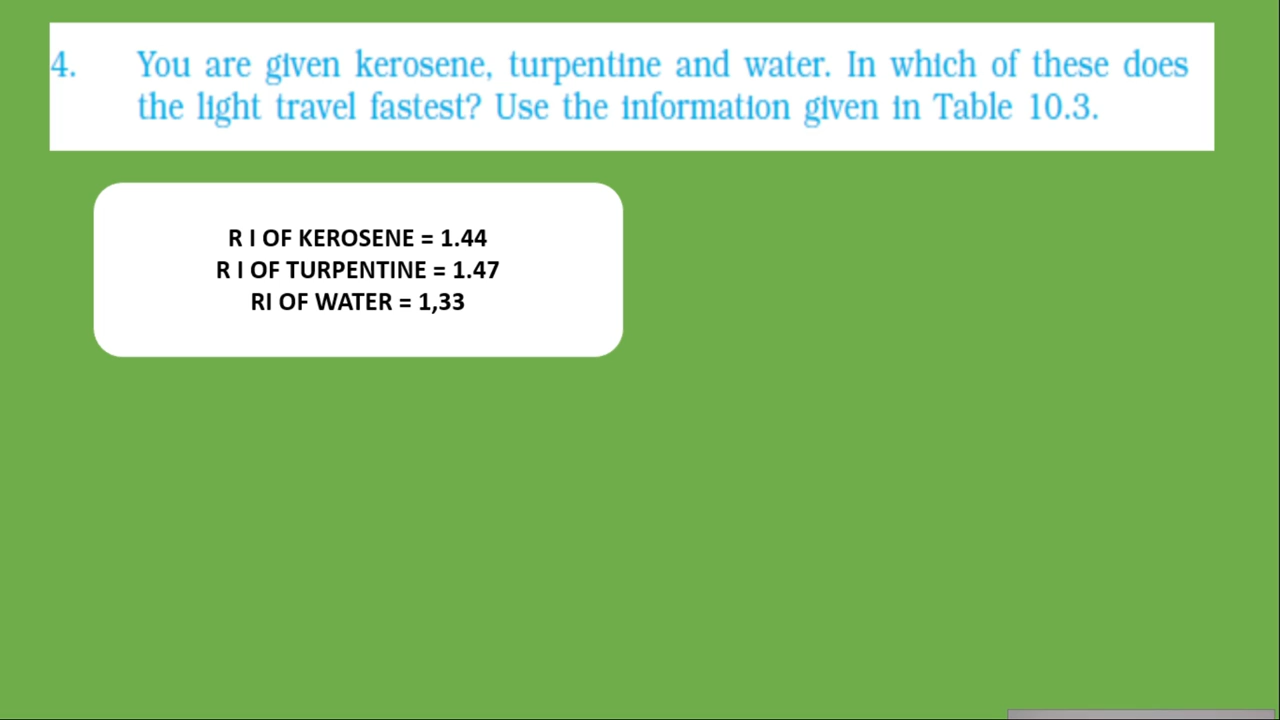 4. You are given kerosene, turpentine and water. In which of these does
the light travel fastest? Use the information given in Table 10.3.
R I OF KEROSENE = 1.44
R I OF TURPENTINE = 1.47
RI OF WATER = 1,33